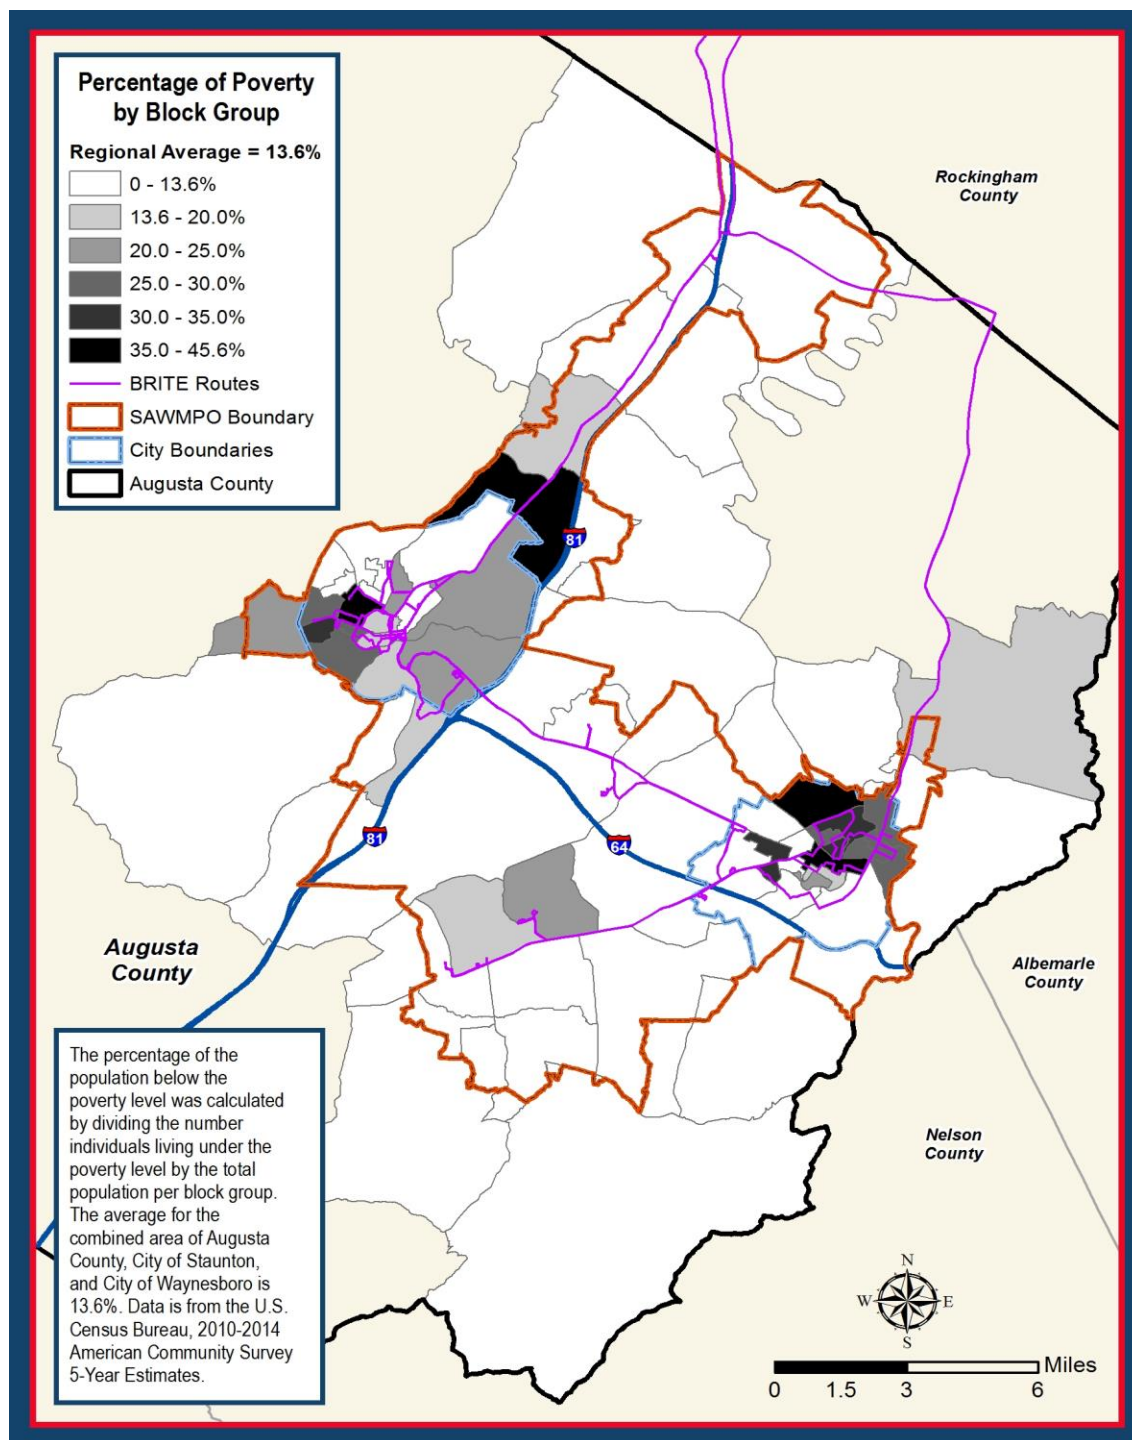 Percentage of Poverty
by Block Group
Regional Average = 13.6%
0 - 13.6%
13.6 - 20.0%
20.0 - 25.0%
25.0 - 30.0%
30.0 - 35.0%
35.0 - 45.6%
BRITE Routes
SAWMPO Boundary
City Boundaries
Augusta County
Rockingham
County
81
81
64
Augusta
County
Albemarle
County
Nelson
County
The percentage of the
population below the
poverty level was calculated
by dividing the number
individuals living under the
poverty level by the total
population per block group.
The average for the
combined area of Augusta
County, City of Staunton,
and City of Waynesboro is
13.6%. Data is from the U.S.
Census Bureau, 2010-2014
American Community Survey
5-Year Estimates.
N
W E
S
Miles
0 1.5 3 6